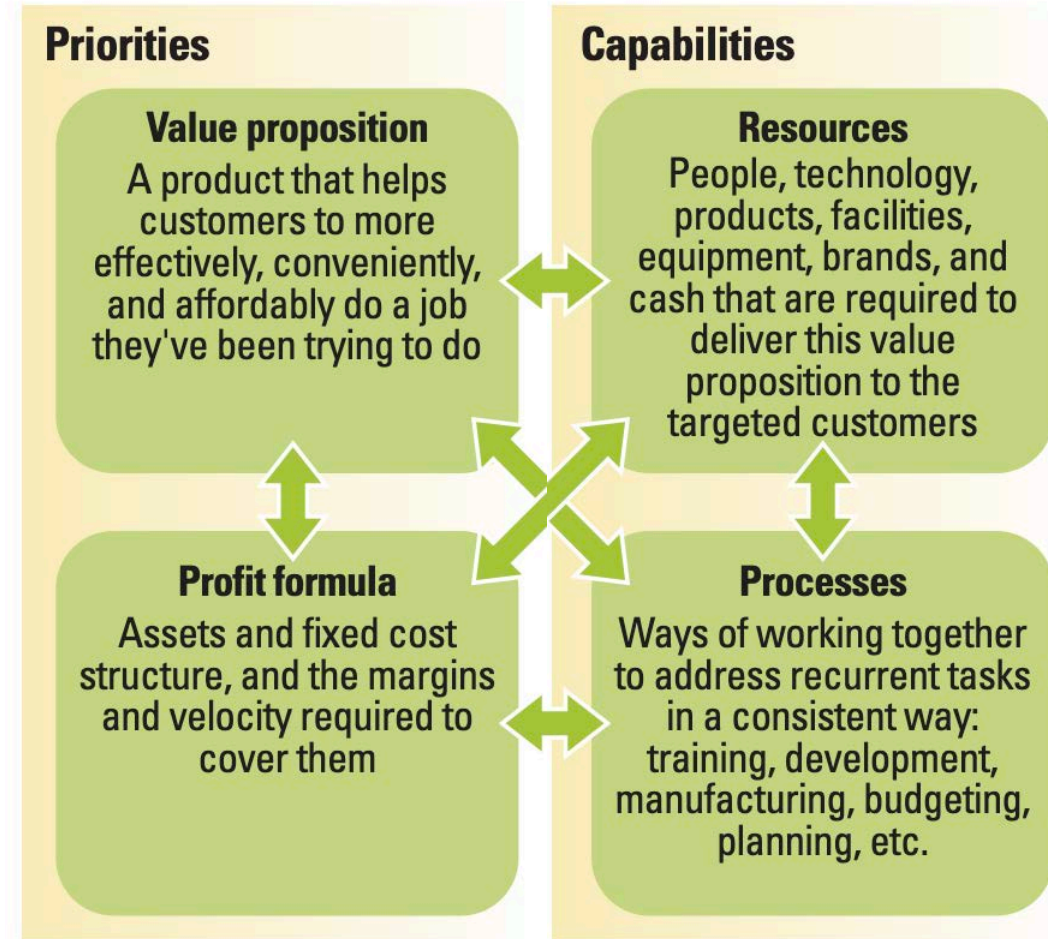 Priorities
Value proposition
A product that helps
customers to more
effectively, conveniently,
and affordably do a job
they've been trying to do
Profit formula
Assets and fixed cost
structure, and the margins
and velocity required to
cover them
Capabilities
Resources
People, technology,
products, facilities,
equipment, brands, and
cash that are required to
deliver this value
proposition to the
targeted customers
Processes
Ways of working together
to address recurrent tasks
in a consistent way:
training, development,
manufacturing, budgeting,
planning, etc.